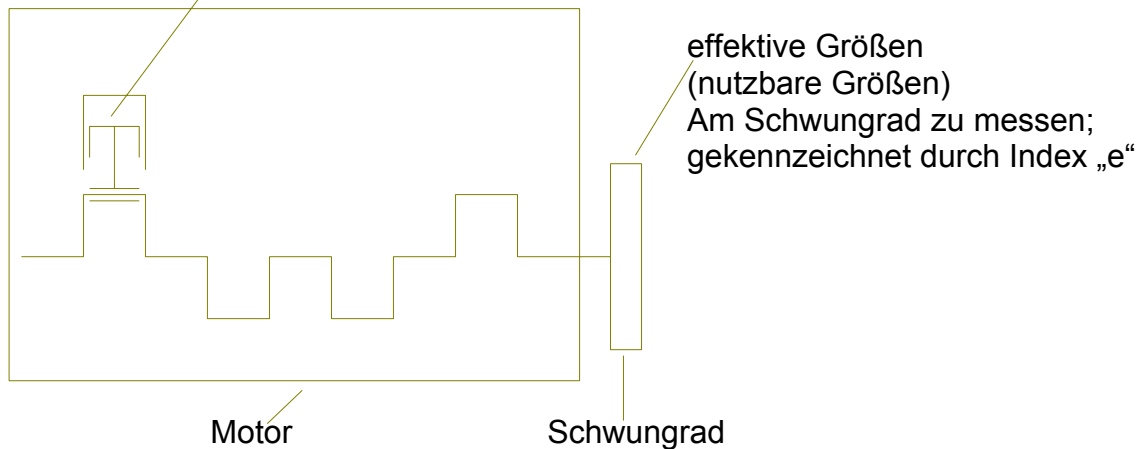 effektive Größen
(nutzbare Größen)
Am Schwungrad zu messen;
gekennzeichnet durch Index „e“
Motor
Schwungrad